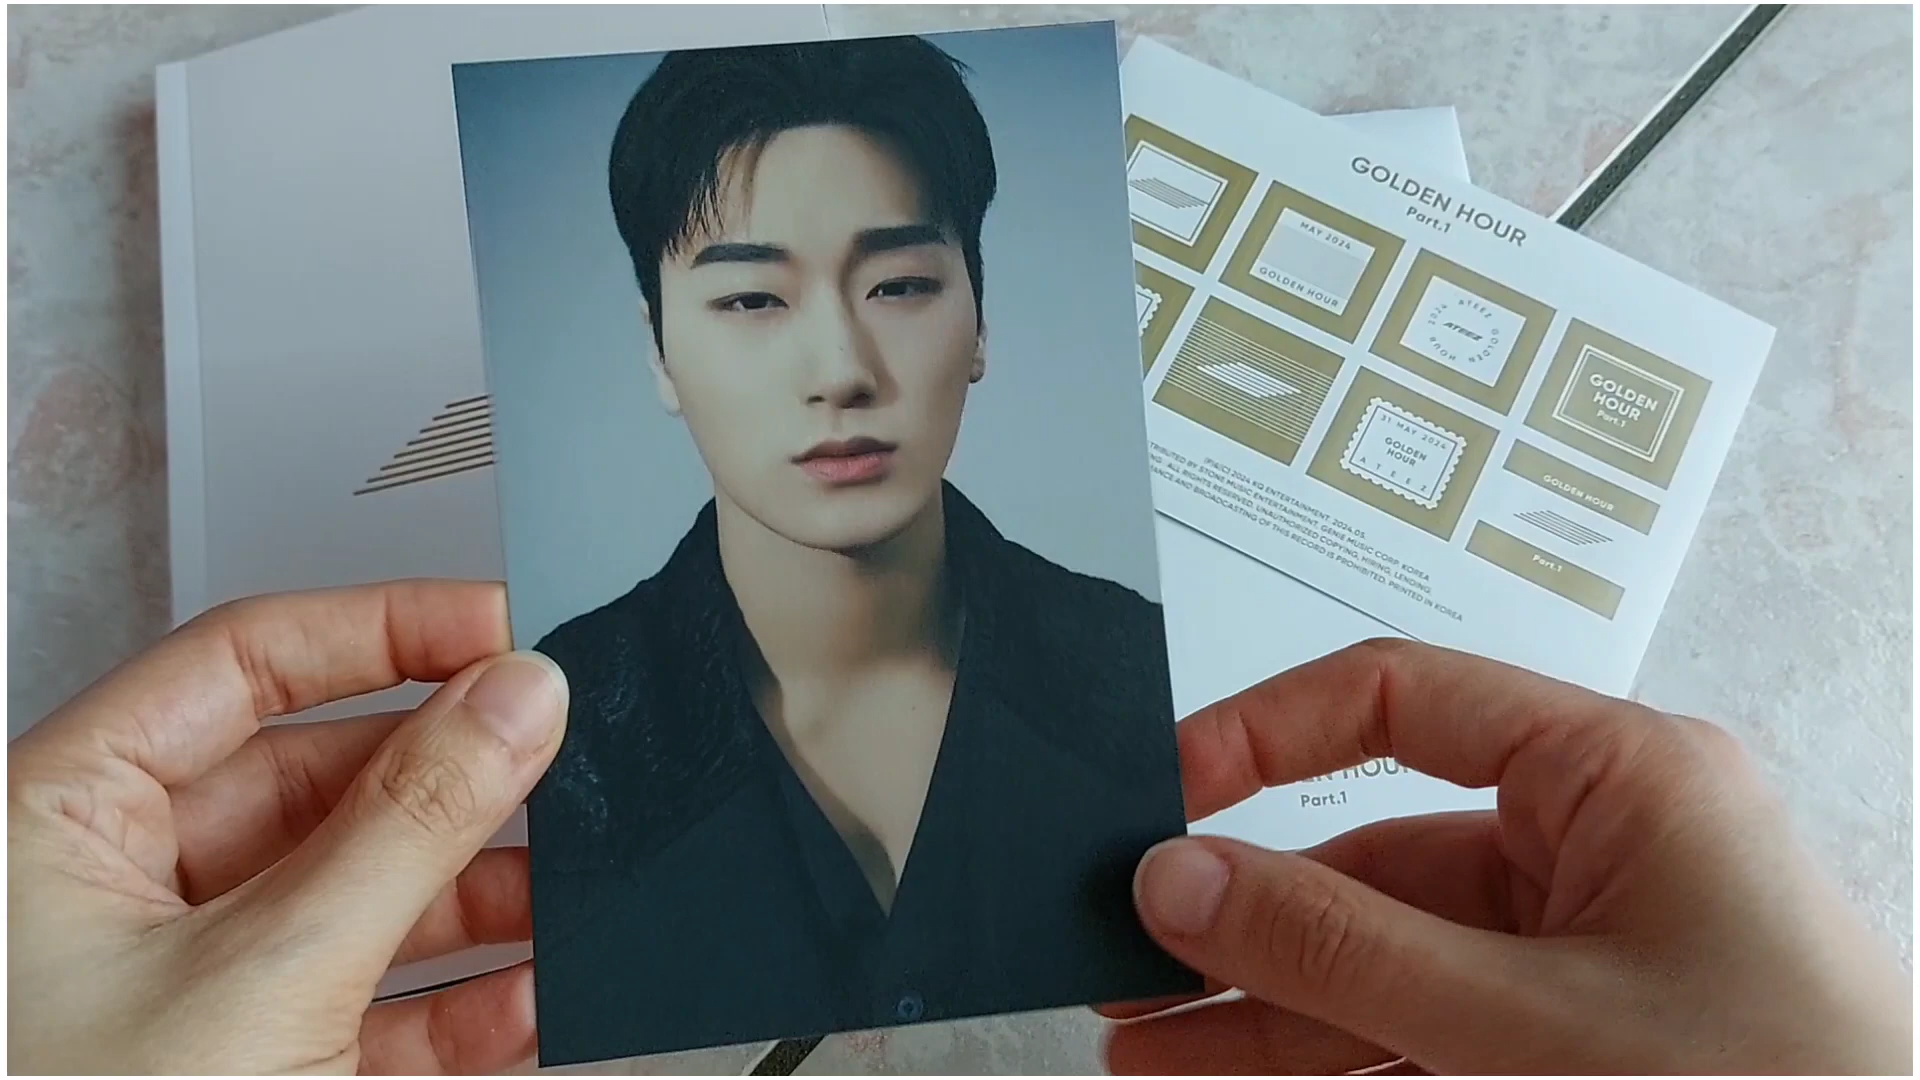 GOLDEN HOUR
Part.1
MAY 2024
GOLDEN HOUR
2024 ATEEZ GOLDEN HOUR
ATEEZ
GOLDEN
HOUR
Part.1
31 MAY 2024
GOLDEN
HOUR
ATEEZ
GOLDEN HOUR
Part.1
(P)&(C) 2024 KQ ENTERTAINMENT, 2024.05.
BY STONE MUSIC ENTERTAINMENT, GENIE MUSIC CORP. KOREA
ALL RIGHTS RESERVED. UNAUTHORIZED COPYING, HIRING, LENDING,
AND BROADCASTING OF THIS RECORD IS PROHIBITED. PRINTED IN KOREA
HOUR
Part.1